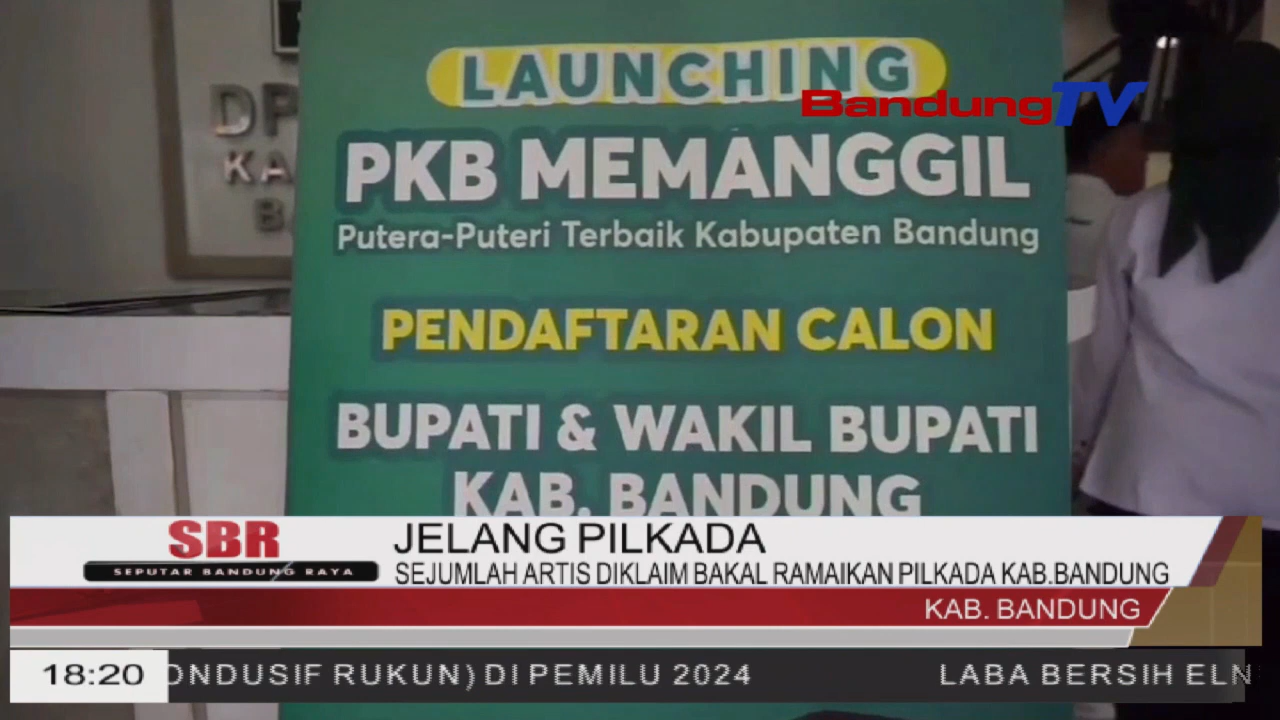 LAUNCHING
BandungTV
PKB MEMANGGIL
Putera-Puteri Terbaik Kabupaten Bandung
PENDAFTARAN CALON
BUPATI & WAKIL BUPATI
KAB. BANDUNG
SBR
SEPUTAR BANDUNG RAYA
JELANG PILKADA
SEJUMLAH ARTIS DIKLAIM BAKAL RAMAIKAN PILKADA KAB.BANDUNG
KAB. BANDUNG
18:20
ONDUSIF RUKUN) DI PEMILU 2024
LABA BERSIH ELN